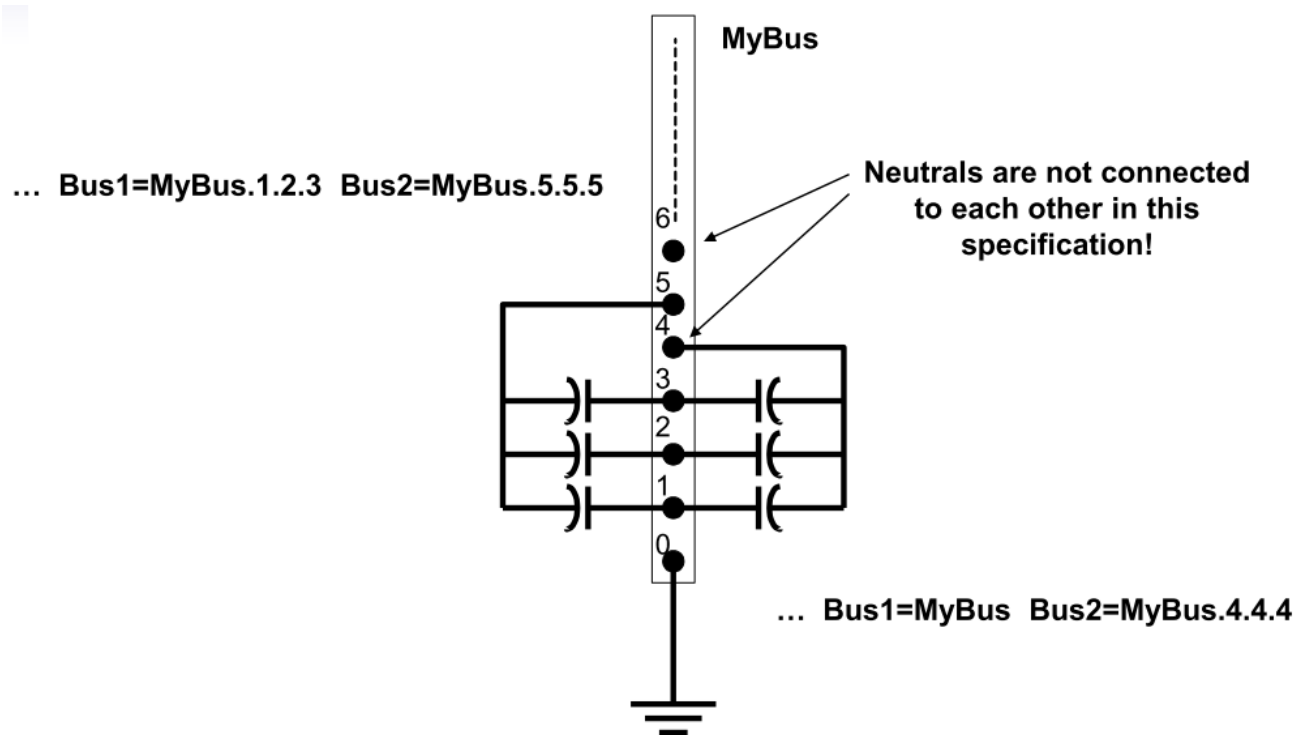 MyBus
… Bus1=MyBus.1.2.3 Bus2=MyBus.5.5.5
Neutrals are not connected
to each other in this
specification!
6
5
4
3
2
1
0
… Bus1=MyBus Bus2=MyBus.4.4.4